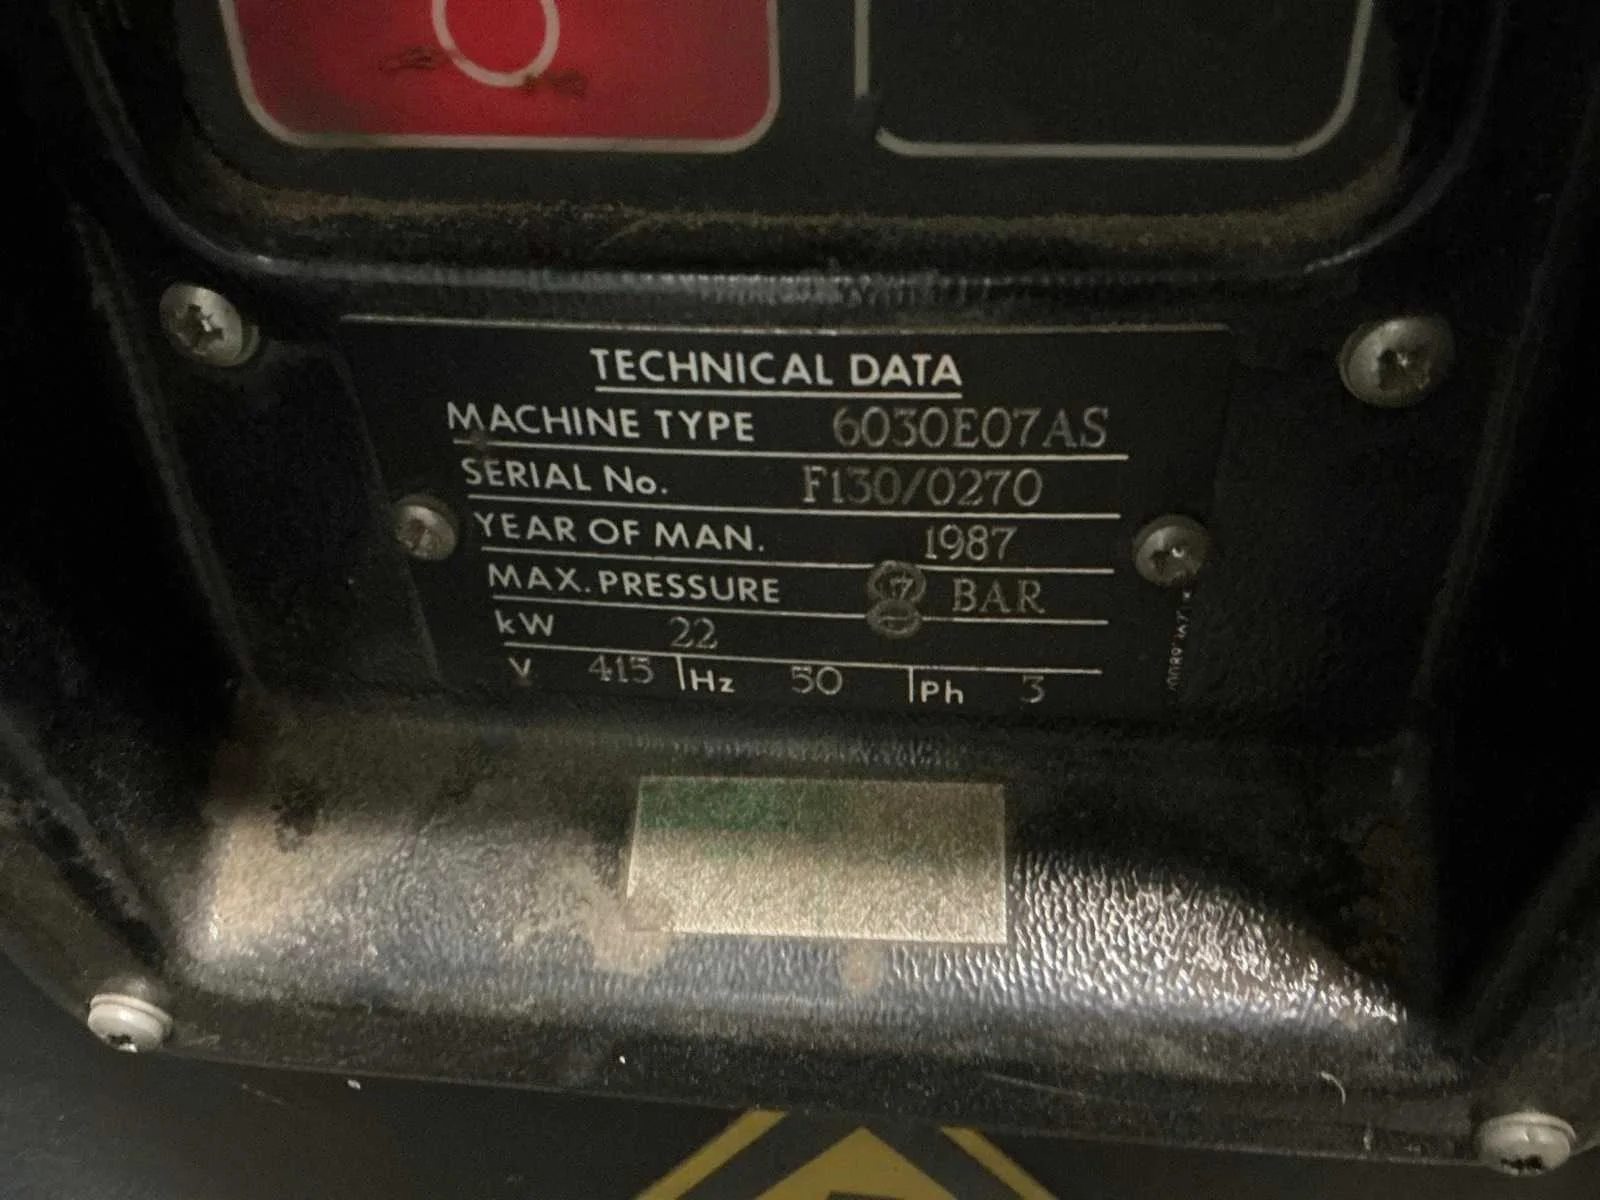 TECHNICAL DATA
MACHINE TYPE 6030E07AS
SERIAL No. F130/0270
YEAR OF MAN. 1987
MAX. PRESSURE 7 BAR
kW 22
V 415 Hz 50 Ph 3